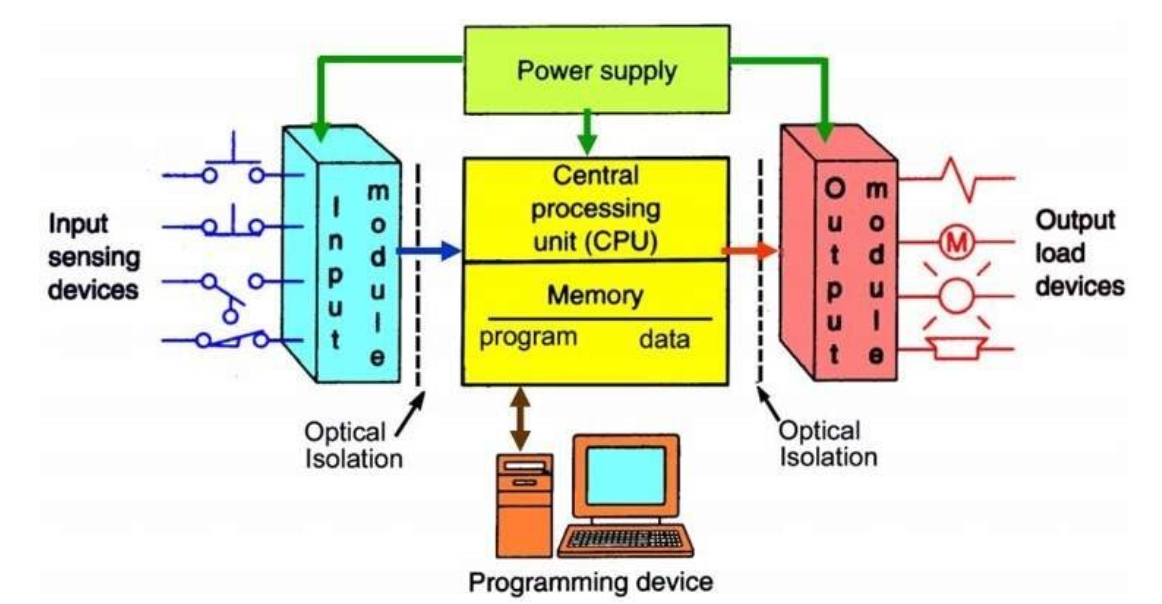 Power supply
Input
sensing
devices
Input
module
Central
processing
unit (CPU)
Memory
program data
Output
module
M
Output
load
devices
Optical
Isolation
Optical
Isolation
Programming device